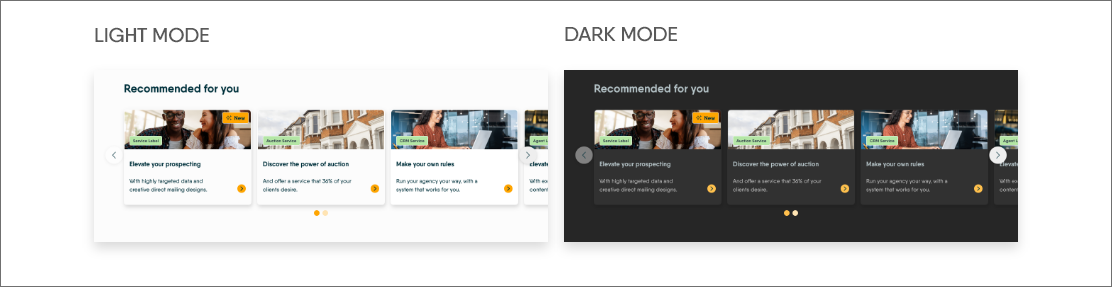 LIGHT MODE
Recommended for you
New
Service Label
Elevate your prospecting
With highly targeted data and
creative direct mailing designs.
Auction Service
Discover the power of auction
And offer a service that 36% of your
clients desire.
CRM Service
Make your own rules
Run your agency your way, with a
system that works for you.
Elevate
With exc
content
DARK MODE
Recommended for you
New
Service Label
Elevate your prospecting
With highly targeted data and
creative direct mailing designs.
Auction Service
Discover the power of auction
And offer a service that 36% of your
clients desire.
CRM Service
Make your own rules
Run your agency your way, with a
system that works for you.
Agent L
Elevate
With ex
conten